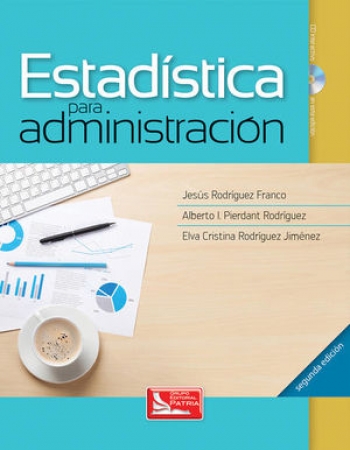 Estadística
para
administración
Jesús Rodríguez Franco
Alberto I. Pierdant Rodríguez
Elva Cristina Rodríguez Jiménez
segunda edición
GRUPO
EDITORIAL
PATRIA